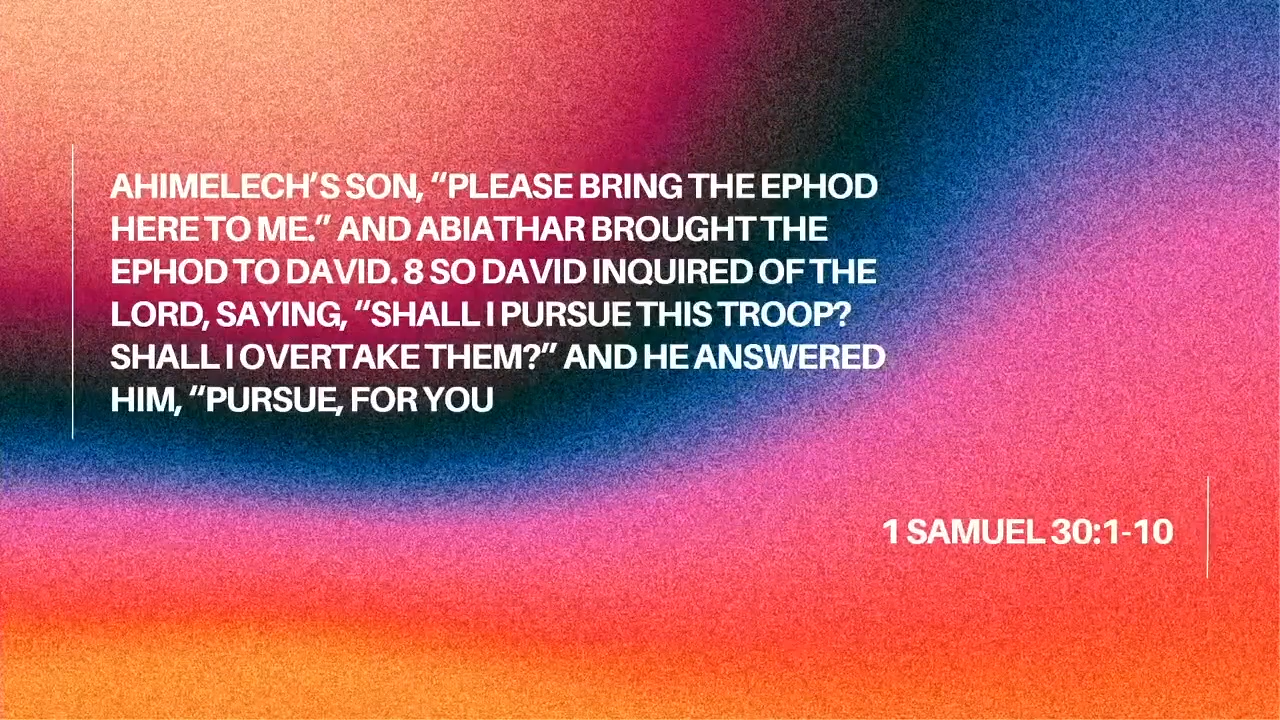 AHIMELECH'S SON, “PLEASE BRING THE EPHOD
HERE TO ME.” AND ABIATHAR BROUGHT THE
EPHOD TO DAVID. 8 SO DAVID INQUIRED OF THE
LORD, SAYING, “SHALL I PURSUE THIS TROOP?
SHALL I OVERTAKE THEM?” AND HE ANSWERED
HIM, “PURSUE, FOR YOU
1 SAMUEL 30:1-10